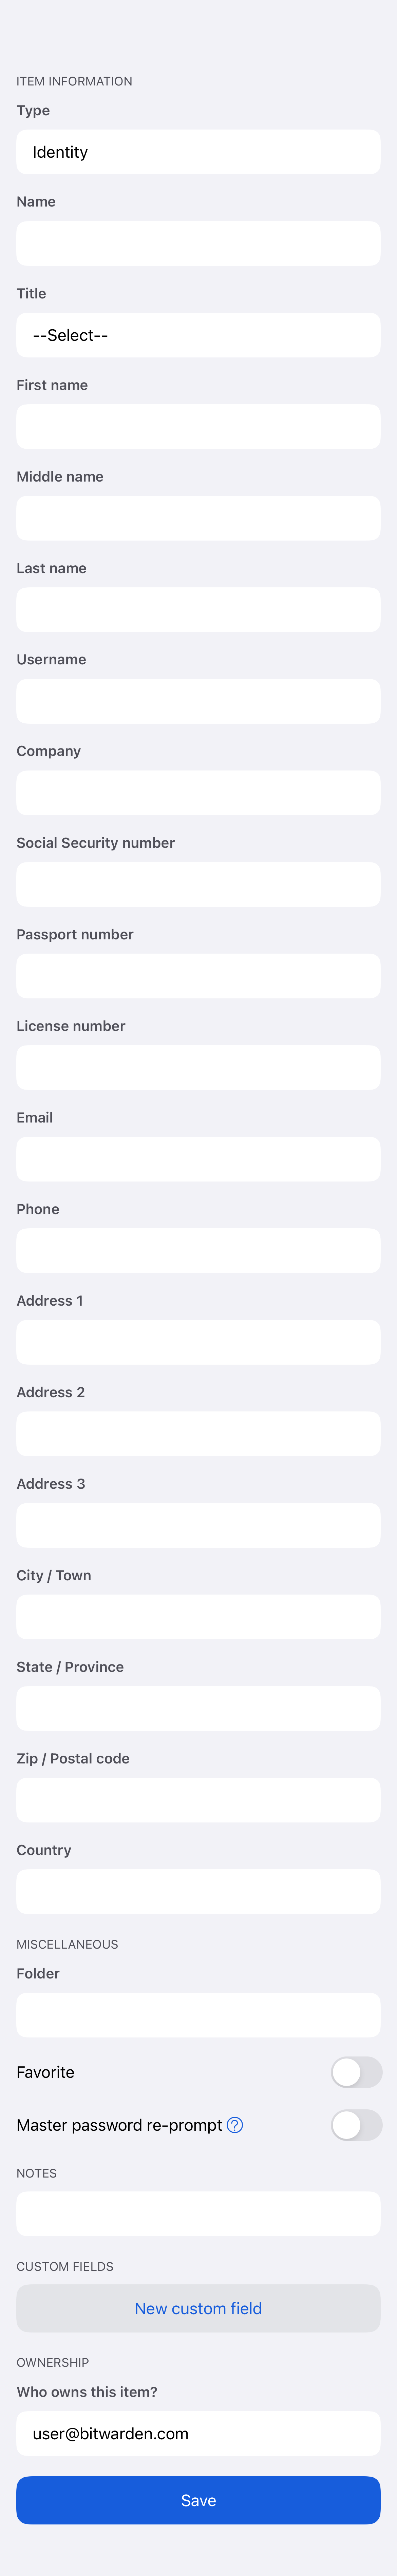 ITEM INFORMATION
Type
Identity
Name
Title
--Select--
First name
Middle name
Last name
Username
Company
Social Security number
Passport number
License number
Email
Phone
Address 1
Address 2
Address 3
City / Town
State / Province
Zip / Postal code
Country
MISCELLANEOUS
Folder
Favorite
Master password re-prompt ?
NOTES
CUSTOM FIELDS
New custom field
OWNERSHIP
Who owns this item?
user@bitwarden.com
Save